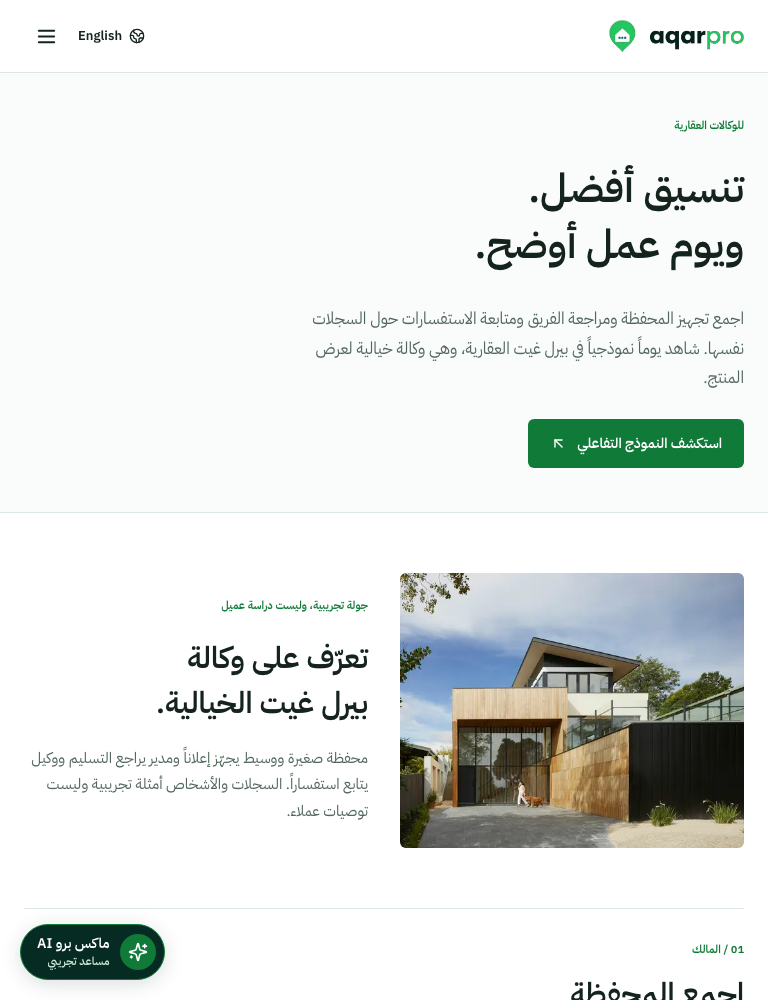 aqarpro
English
للوكالات العقارية
تنسيق أفضل.
ويوم عمل أوضح.
اجمع تجهيز المحفظة ومراجعة الفريق ومتابعة الاستفسارات حول السجلات
نفسها. شاهد يوماً نموذجياً في بيرل غيت العقارية، وهي وكالة خيالية لعرض
المنتج.
استكشف النموذج التفاعلي
جولة تجريبية، وليست دراسة عميل
تعرّف على وكالة
بيرل غيت الخيالية.
محفظة صغيرة ووسيط يجهّز إعلاناً ومدير يراجع التسليم ووكيل
يتابع استفساراً. السجلات والأشخاص أمثلة تجريبية وليست
توصيات عملاء.
01 / المالك
اجمع المحفظة
ماكس برو AI
مساعد تجريبي